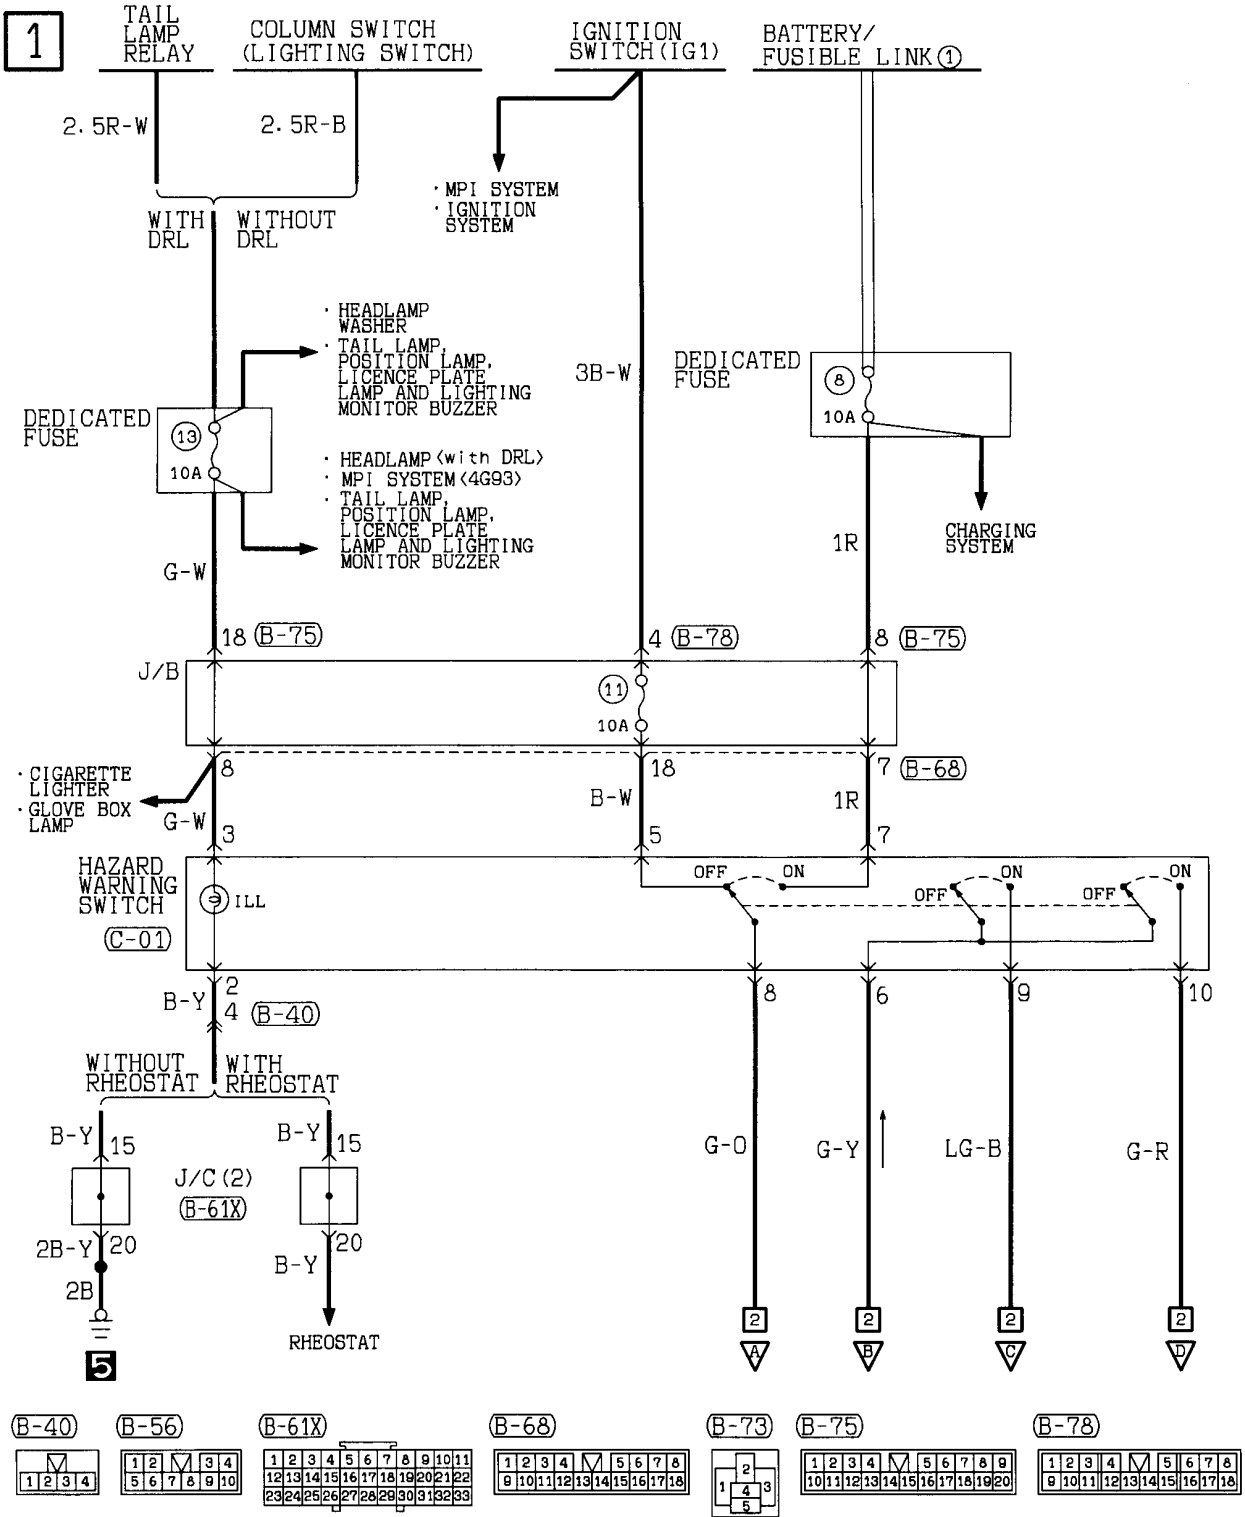 1
TAIL
LAMP
RELAY
COLUMN SWITCH
(LIGHTING SWITCH)
IGNITION
SWITCH(IG1)
BATTERY/
FUSIBLE LINK①
2.5R-W
2.5R-B
· MPI SYSTEM
· IGNITION
SYSTEM
WITH
DRL
WITHOUT
DRL
· HEADLAMP
WASHER
· TAIL LAMP,
POSITION LAMP,
LICENCE PLATE
LAMP AND LIGHTING
MONITOR BUZZER
3B-W
DEDICATED
FUSE
8
10A
DEDICATED
FUSE
13
10A
· HEADLAMP<with DRL>
· MPI SYSTEM<4G93>
· TAIL LAMP,
POSITION LAMP,
LICENCE PLATE
LAMP AND LIGHTING
MONITOR BUZZER
CHARGING
SYSTEM
1R
G-W
18 (B-75)
4 (B-78)
8 (B-75)
J/B
11
10A
8
18
7 (B-68)
· CIGARETTE
LIGHTER
· GLOVE BOX
LAMP
G-W
B-W
1R
3
5
7
HAZARD
WARNING
SWITCH
(C-01)
ILL
OFF ON
OFF ON
OFF ON
2
8
6
9
10
B-Y
4 (B-40)
WITHOUT
RHEOSTAT
WITH
RHEOSTAT
B-Y 15
B-Y 15
J/C(2)
(B-61X)
G-O
G-Y
LG-B
G-R
2B-Y 20
20
B-Y
2B
RHEOSTAT
5
2 2 2 2
A B C D
(B-40) (B-56) (B-61X) (B-68) (B-73) (B-75) (B-78)
1 2 3 4
1 2 3 4
5 6 7 8 9 10
1 2 3 4 5 6 7 8 9 10 11
12 13 14 15 16 17 18 19 20 21 22
23 24 25 26 27 28 29 30 31 32 33
1 2 3 4 5 6 7 8
9 10 11 12 13 14 15 16 17 18
2
1 4 3
5
1 2 3 4 5 6 7 8 9
10 11 12 13 14 15 16 17 18 19 20
1 2 3 4 5 6 7 8
9 10 11 12 13 14 15 16 17 18